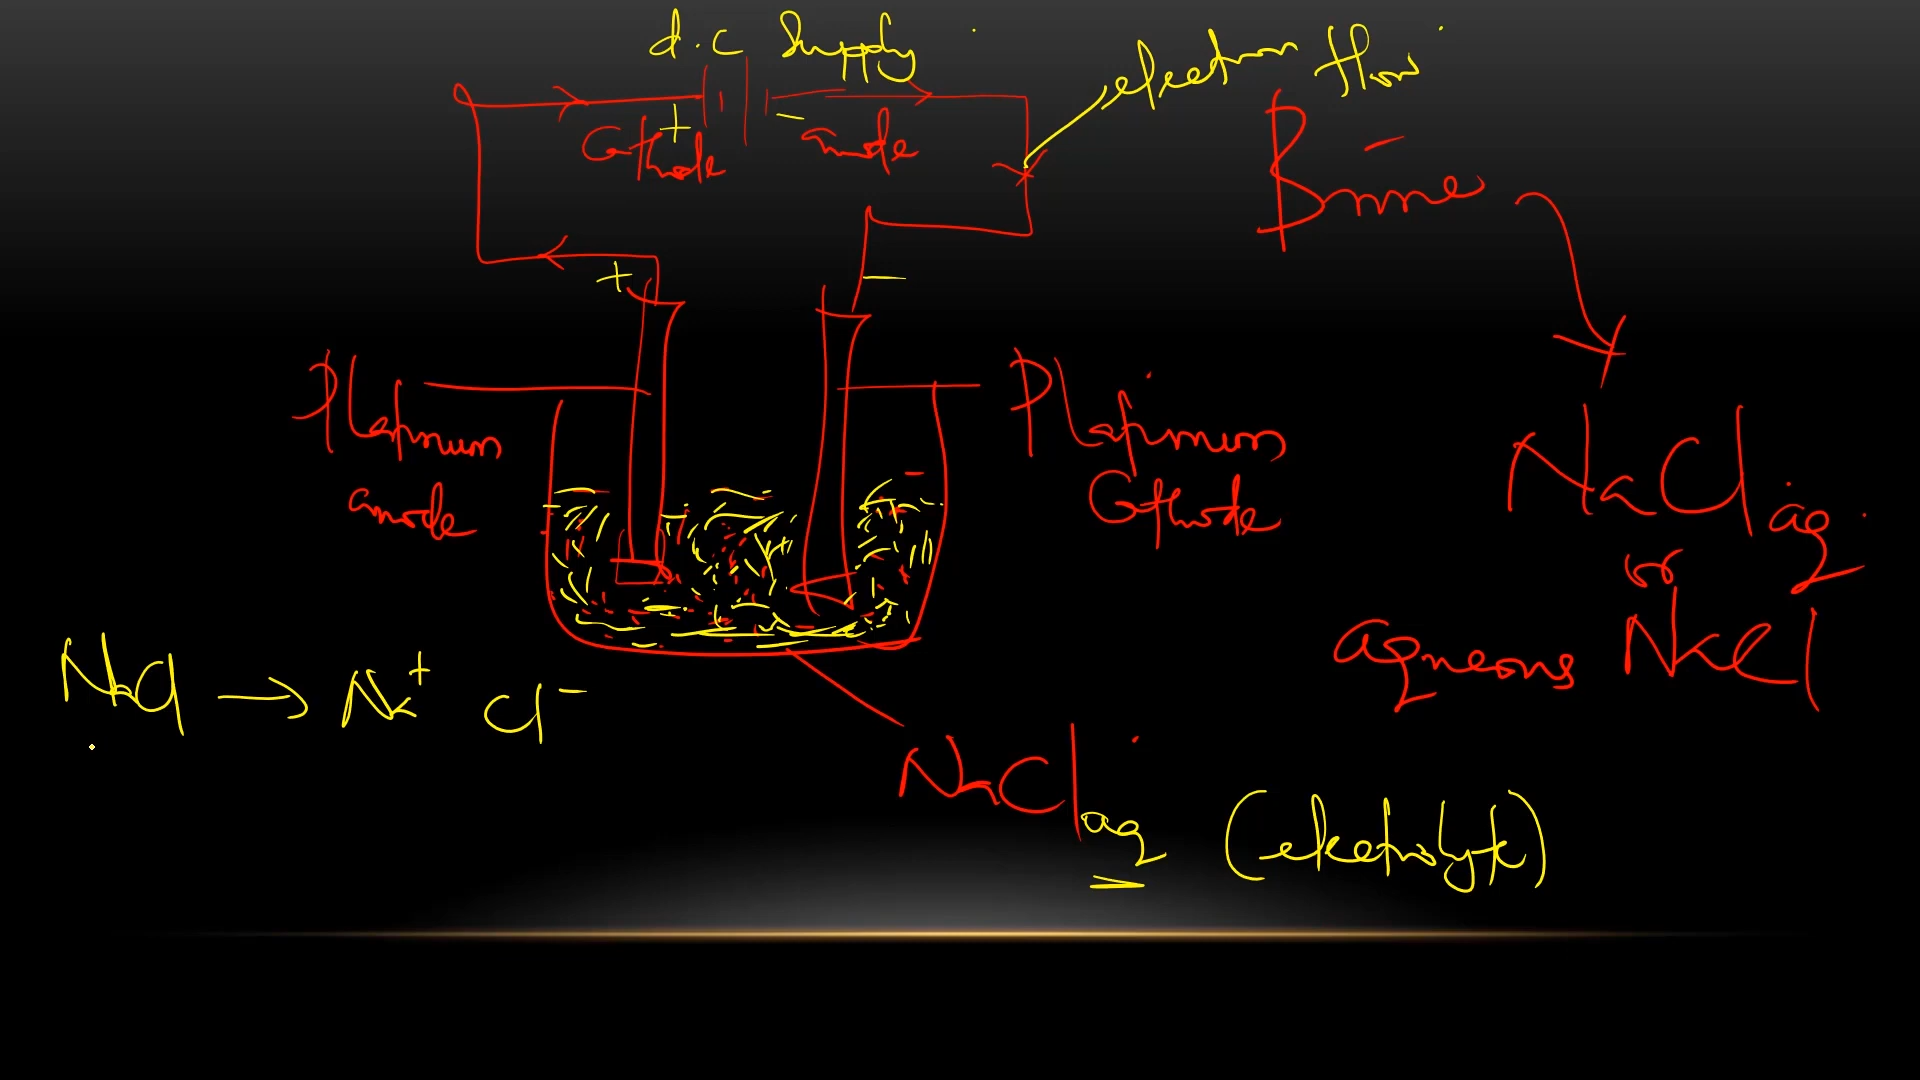 d.c supply
electron flow
+ −
Cathode anode
Brine
+ −
Platinum
anode
Platinum
Cathode
NaCl aq
or
aqueous NaCl
NaCl → Na⁺ Cl⁻
NaCl aq (electrolyte)